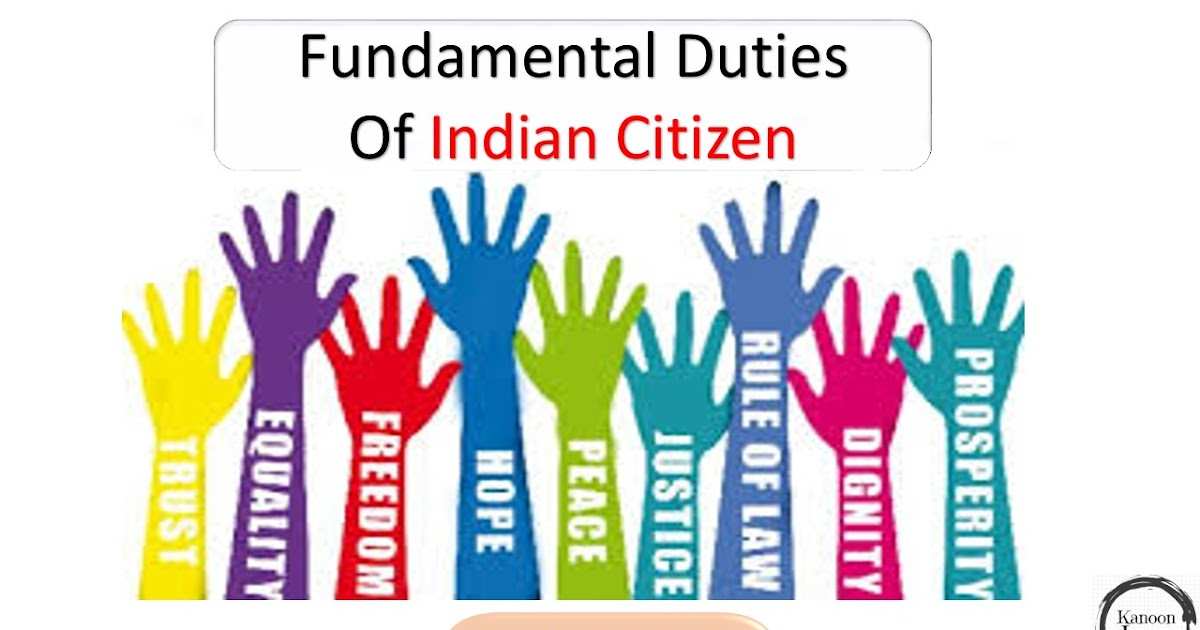 Fundamental Duties
Of Indian Citizen
TRUST
EQUALITY
FREEDOM
HOPE
PEACE
JUSTICE
RULE OF LAW
DIGNITY
PROSPERITY
Kanoon